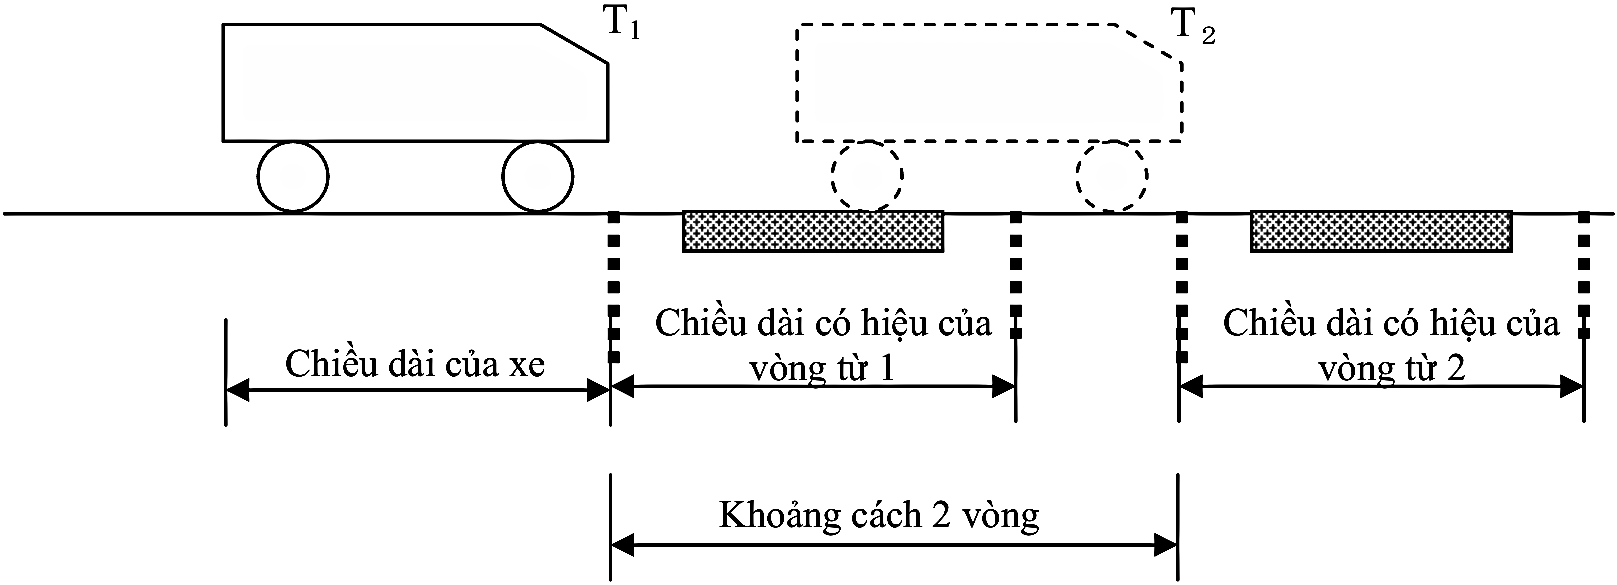 T1
T2
Chiều dài của xe
Chiều dài có hiệu của
vòng từ 1
Chiều dài có hiệu của
vòng từ 2
Khoảng cách 2 vòng